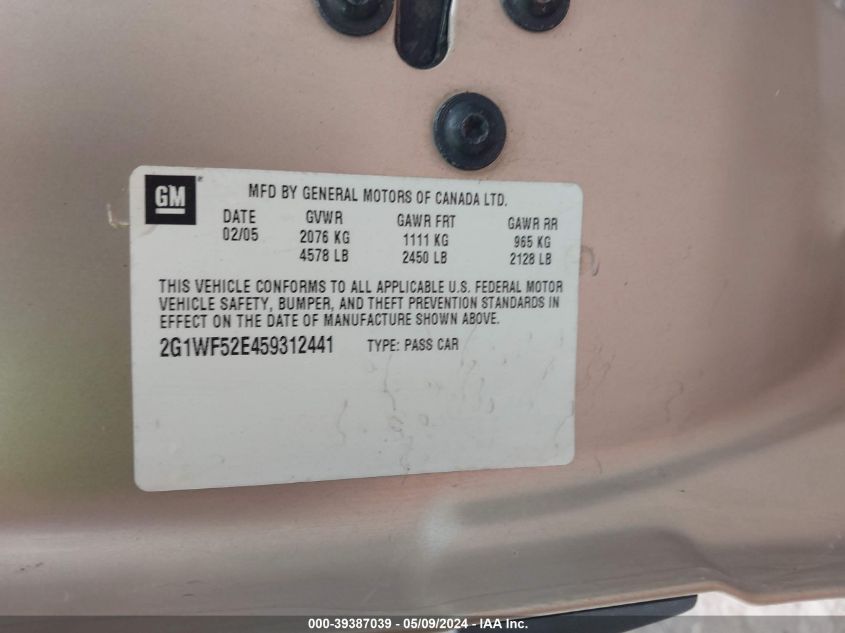 GM
MFD BY GENERAL MOTORS OF CANADA LTD.
DATE GVWR GAWR FRT GAWR RR
02/05 2076 KG 1111 KG 965 KG
4578 LB 2450 LB 2128 LB
THIS VEHICLE CONFORMS TO ALL APPLICABLE U.S. FEDERAL MOTOR
VEHICLE SAFETY, BUMPER, AND THEFT PREVENTION STANDARDS IN
EFFECT ON THE DATE OF MANUFACTURE SHOWN ABOVE.
2G1WF52E459312441 TYPE: PASS CAR
000-39387039 - 05/09/2024 - IAA Inc.